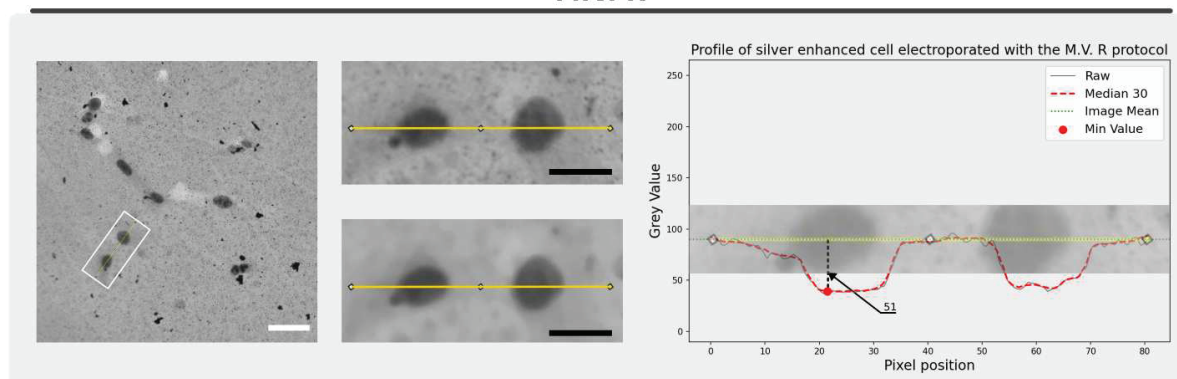 Profile of silver enhanced cell electroporated with the M.V. R protocol
Raw
Median 30
Image Mean
Min Value
Grey Value
250
200
150
100
50
0
51
0 10 20 30 40 50 60 70 80
Pixel position